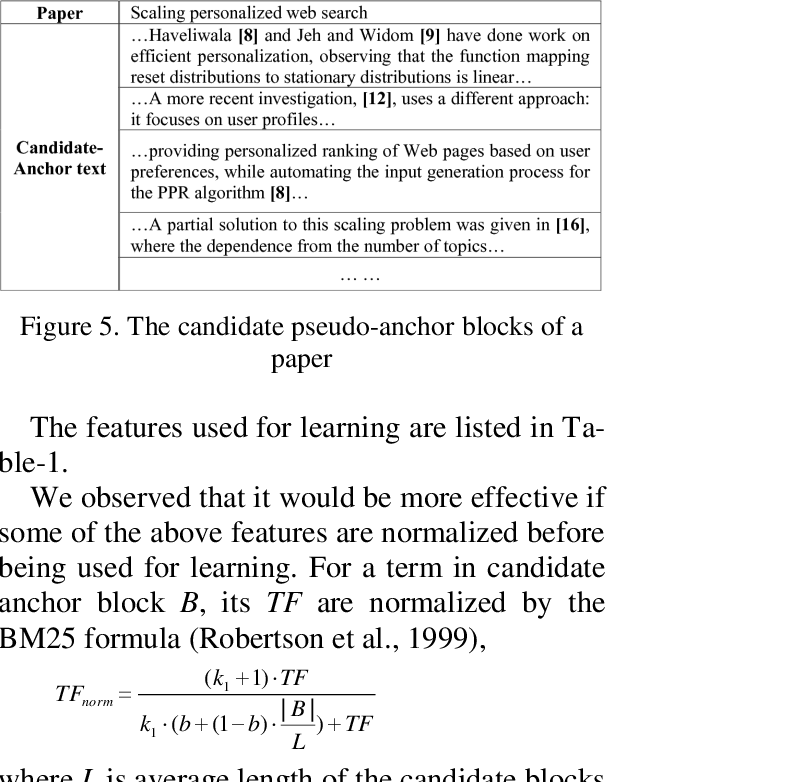 Paper
Scaling personalized web search
Candidate-
Anchor text
…Haveliwala [8] and Jeh and Widom [9] have done work on
efficient personalization, observing that the function mapping
reset distributions to stationary distributions is linear…
…A more recent investigation, [12], uses a different approach:
it focuses on user profiles…
…providing personalized ranking of Web pages based on user
preferences, while automating the input generation process for
the PPR algorithm [8]…
…A partial solution to this scaling problem was given in [16],
where the dependence from the number of topics…
… …
Figure 5. The candidate pseudo-anchor blocks of a
paper
The features used for learning are listed in Ta-
ble-1.
We observed that it would be more effective if
some of the above features are normalized before
being used for learning. For a term in candidate
anchor block B, its TF are normalized by the
BM25 formula (Robertson et al., 1999),
TF_norm = (k_1 +1)·TF / (k_1·(b+(1−b)·|B|/L)+TF)
where L is average length of the candidate blocks